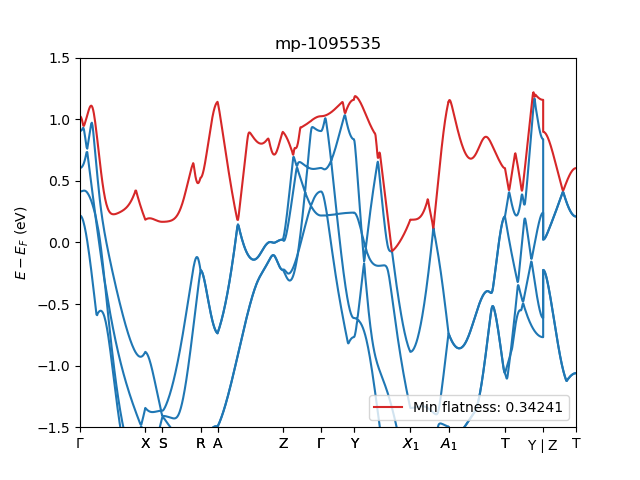 mp-1095535
E − E_F (eV)
1.5
1.0
0.5
0.0
−0.5
−1.0
−1.5
Min flatness: 0.34241
Γ X S R A Z Γ Y X₁ A₁ T Y | Z T